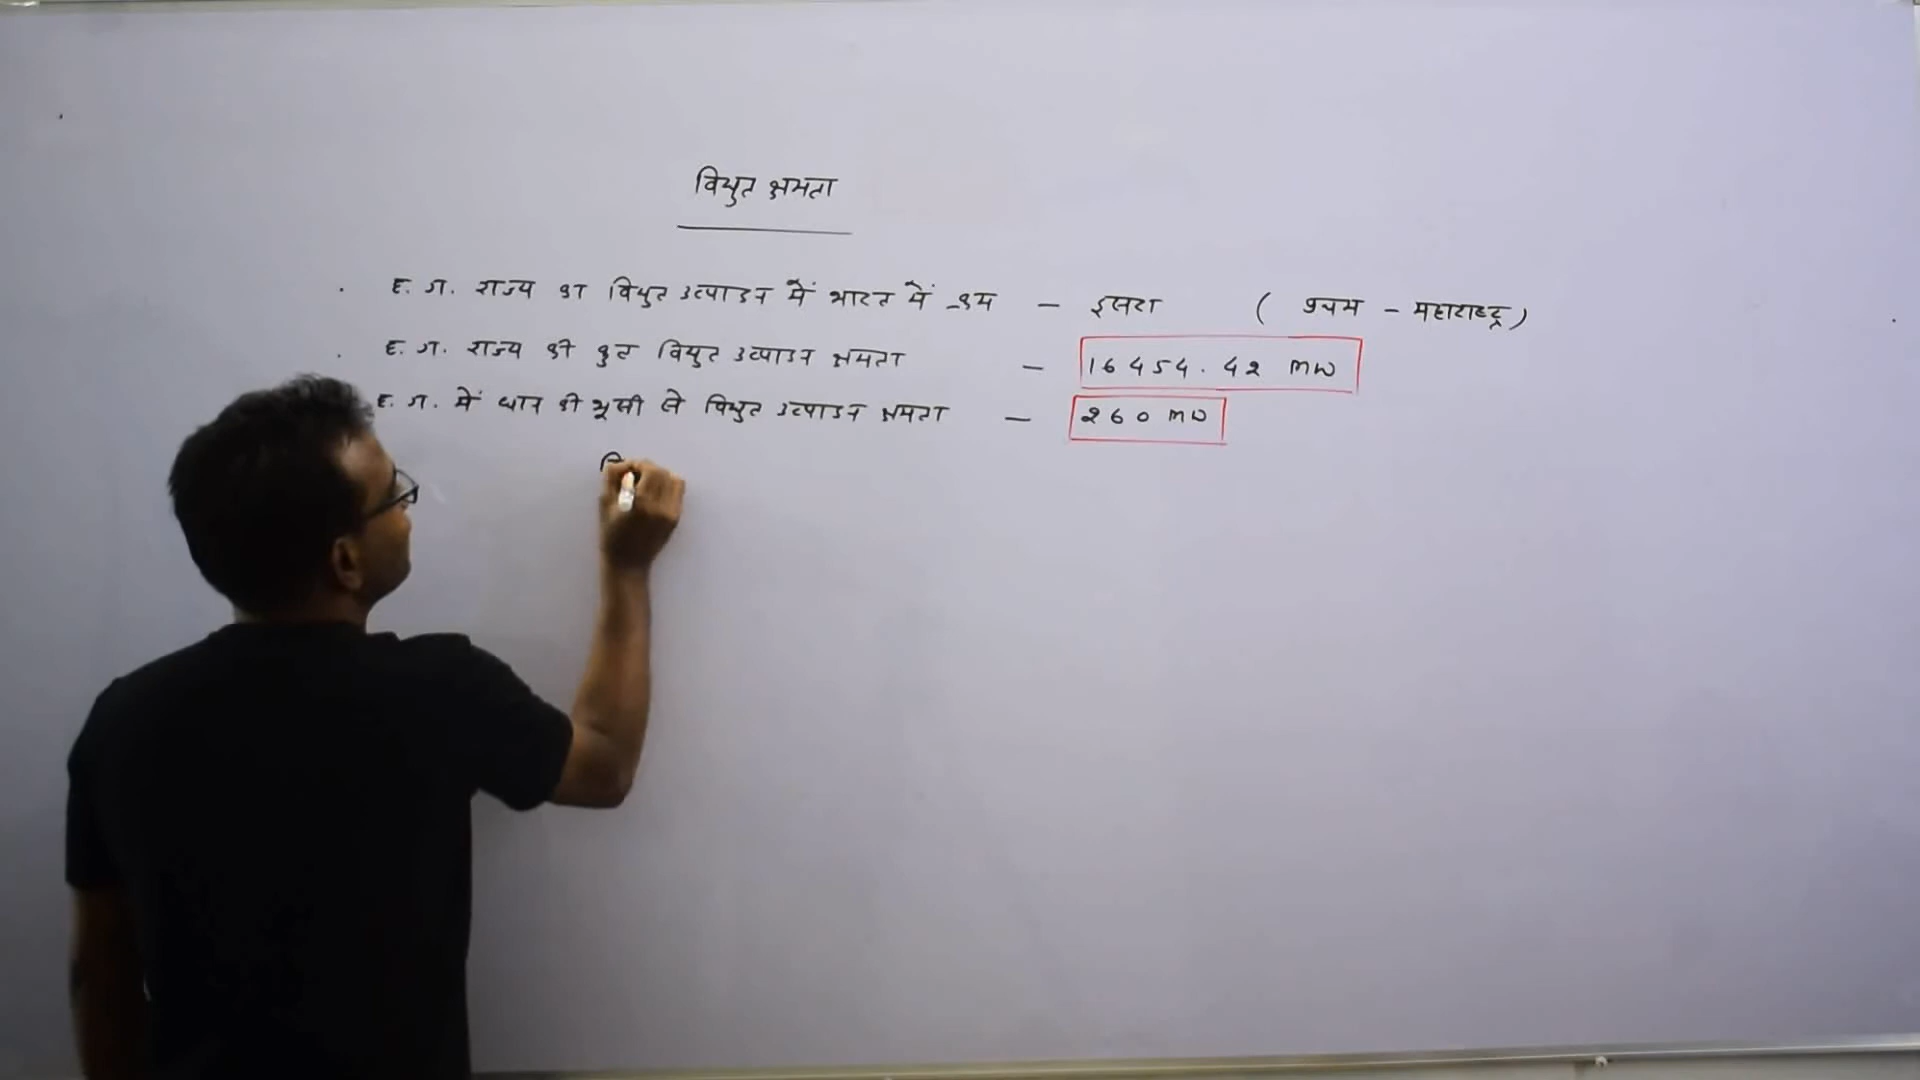 विद्युत क्षमता
. छ. ग. राज्य का विद्युत उत्पादन में भारत में क्रम — दूसरा ( प्रथम - महाराष्ट्र )
. छ. ग. राज्य की कुल विद्युत उत्पादन क्षमता — 16454.42 MW
छ. ग. में धान की भूसी से विद्युत उत्पादन क्षमता — 260 MW